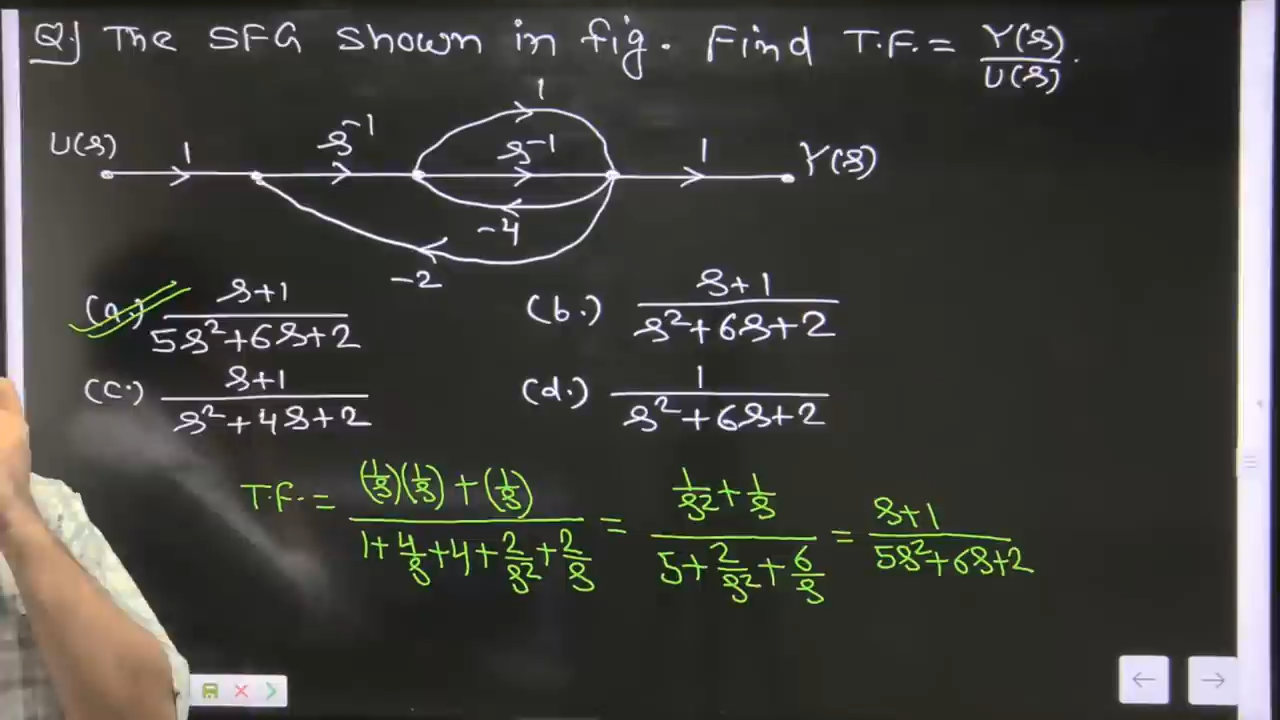 Q.) The SFG shown in fig. Find T.F. = Y(s)/U(s).
1
U(s) 1 s⁻¹ s⁻¹ 1 Y(s)
-4
-2
(a.) s+1/5s²+6s+2 (b.) s+1/s²+6s+2
(c.) s+1/s²+4s+2 (d.) 1/s²+6s+2
T.F. = (1/s)(1/s)+(1/s)/1+4/s+4+2/s²+2/s = 1/s²+1/s/5+2/s²+6/s = s+1/5s²+6s+2